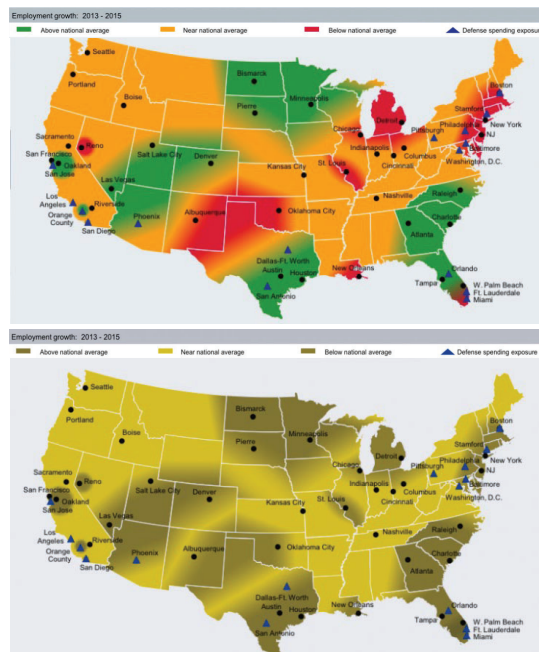 Employment growth: 2013 - 2015
Above national average Near national average Below national average Defense spending exposure
Seattle
Portland
Boise
Bismarck
Pierre
Minneapolis
Boston
Stamford
New York
NJ
Philadelphia
Baltimore
Washington, D.C.
Detroit
Chicago
Pittsburgh
Indianapolis
Columbus
Cincinnati
St. Louis
Kansas City
Sacramento
Reno
San Francisco
Oakland
San Jose
Salt Lake City
Denver
Las Vegas
Los Angeles
Riverside
Orange County
San Diego
Phoenix
Albuquerque
Oklahoma City
Nashville
Raleigh
Charlotte
Atlanta
Dallas-Ft. Worth
Austin
Houston
San Antonio
New Orleans
Orlando
Tampa
W. Palm Beach
Ft. Lauderdale
Miami
Employment growth: 2013 - 2015
Above national average Near national average Below national average Defense spending exposure
Seattle
Portland
Boise
Bismarck
Pierre
Minneapolis
Boston
Stamford
New York
NJ
Philadelphia
Baltimore
Washington, D.C.
Detroit
Chicago
Pittsburgh
Indianapolis
Columbus
Cincinnati
St. Louis
Kansas City
Sacramento
Reno
San Francisco
Oakland
San Jose
Salt Lake City
Denver
Las Vegas
Los Angeles
Riverside
Orange County
San Diego
Phoenix
Albuquerque
Oklahoma City
Nashville
Raleigh
Charlotte
Atlanta
Dallas-Ft. Worth
Austin
Houston
San Antonio
New Orleans
Orlando
Tampa
W. Palm Beach
Ft. Lauderdale
Miami